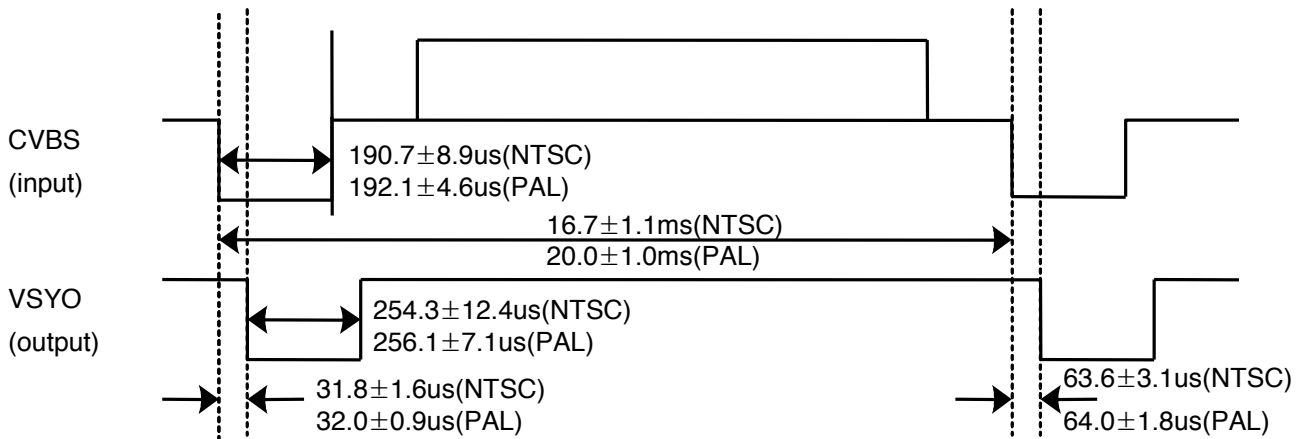 CVBS
(input)
190.7±8.9us(NTSC)
192.1±4.6us(PAL)
16.7±1.1ms(NTSC)
20.0±1.0ms(PAL)
VSYO
(output)
254.3±12.4us(NTSC)
256.1±7.1us(PAL)
31.8±1.6us(NTSC)
32.0±0.9us(PAL)
63.6±3.1us(NTSC)
64.0±1.8us(PAL)